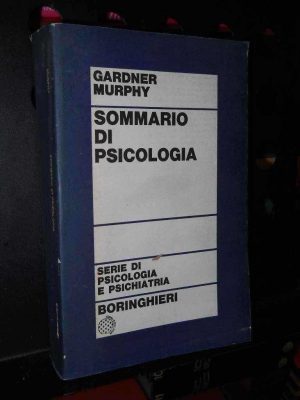 GARDNER
MURPHY
SOMMARIO
DI
PSICOLOGIA
SERIE DI
PSICOLOGIA
E PSICHIATRIA
BORINGHIERI